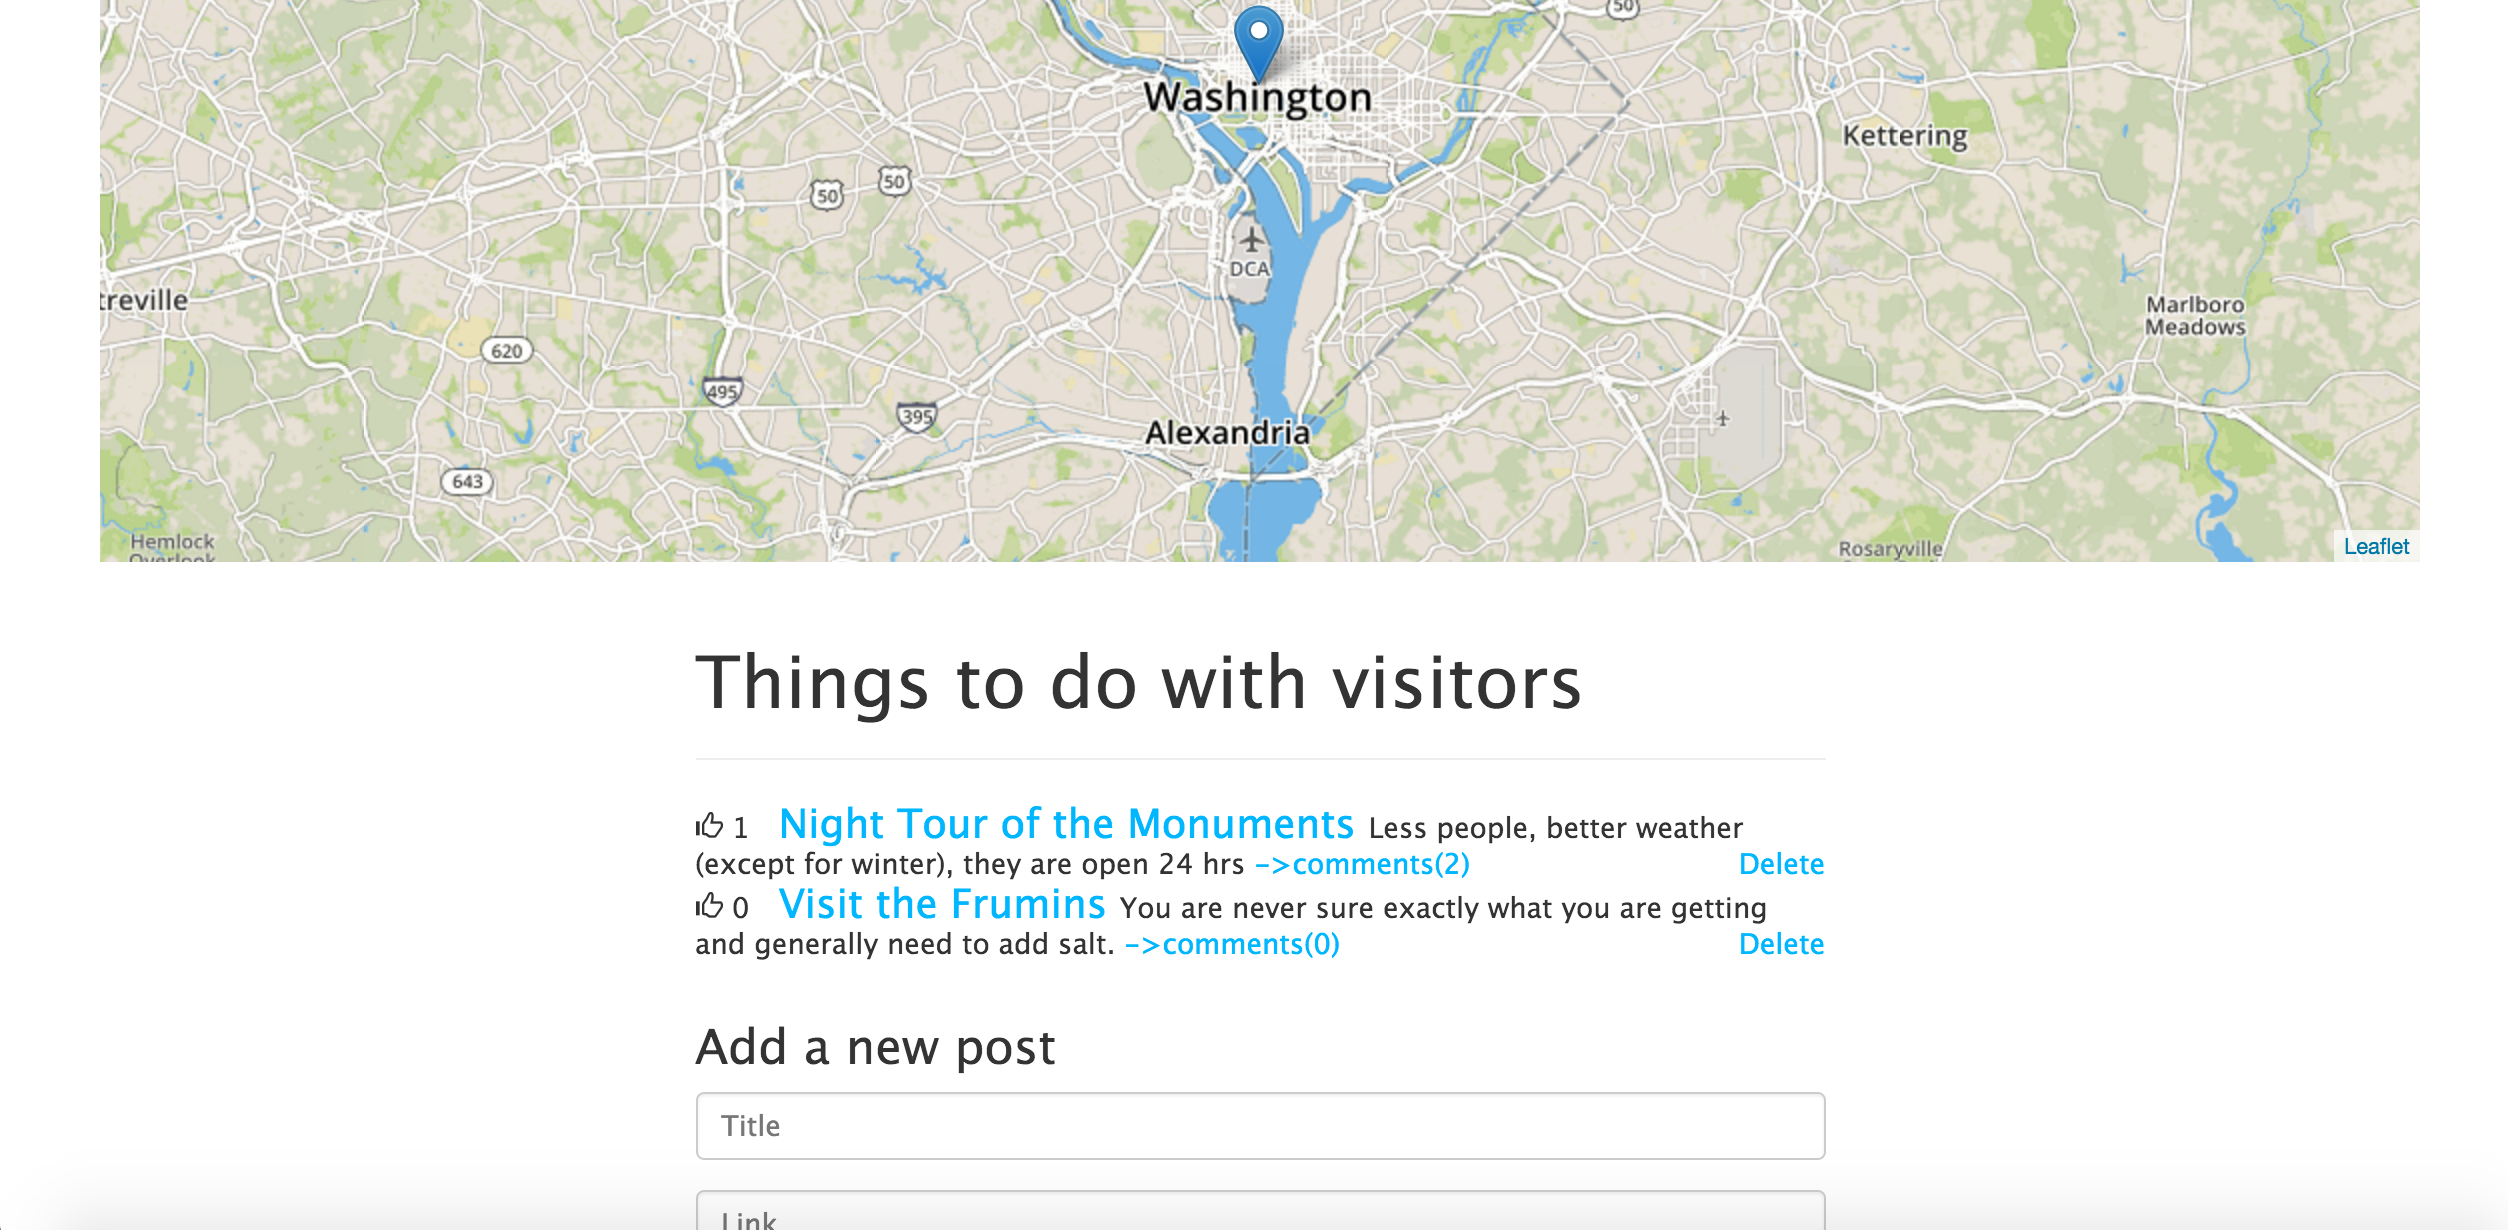 50
Washington
Kettering
50
50
DCA
treville
Marlboro
Meadows
620
495
395
Alexandria
643
Hemlock
Overlook
Rosaryville
Leaflet
Things to do with visitors
1 Night Tour of the Monuments Less people, better weather
(except for winter), they are open 24 hrs ->comments(2) Delete
0 Visit the Frumins You are never sure exactly what you are getting
and generally need to add salt. ->comments(0) Delete
Add a new post
Title
Link